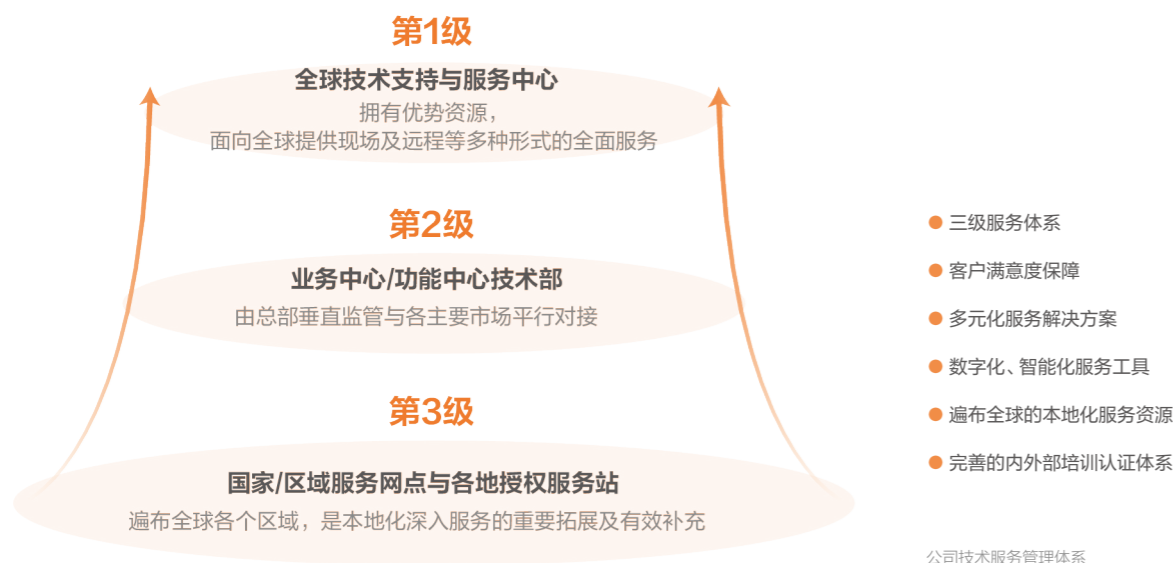 第1级
全球技术支持与服务中心
拥有优势资源，
面向全球提供现场及远程等多种形式的全面服务
第2级
业务中心/功能中心技术部
由总部垂直监管与各主要市场平行对接
第3级
国家/区域服务网点与各地授权服务站
遍布全球各个区域，是本地化深入服务的重要拓展及有效补充
三级服务体系
客户满意度保障
多元化服务解决方案
数字化、智能化服务工具
遍布全球的本地化服务资源
完善的内外部培训认证体系
公司技术服务管理体系